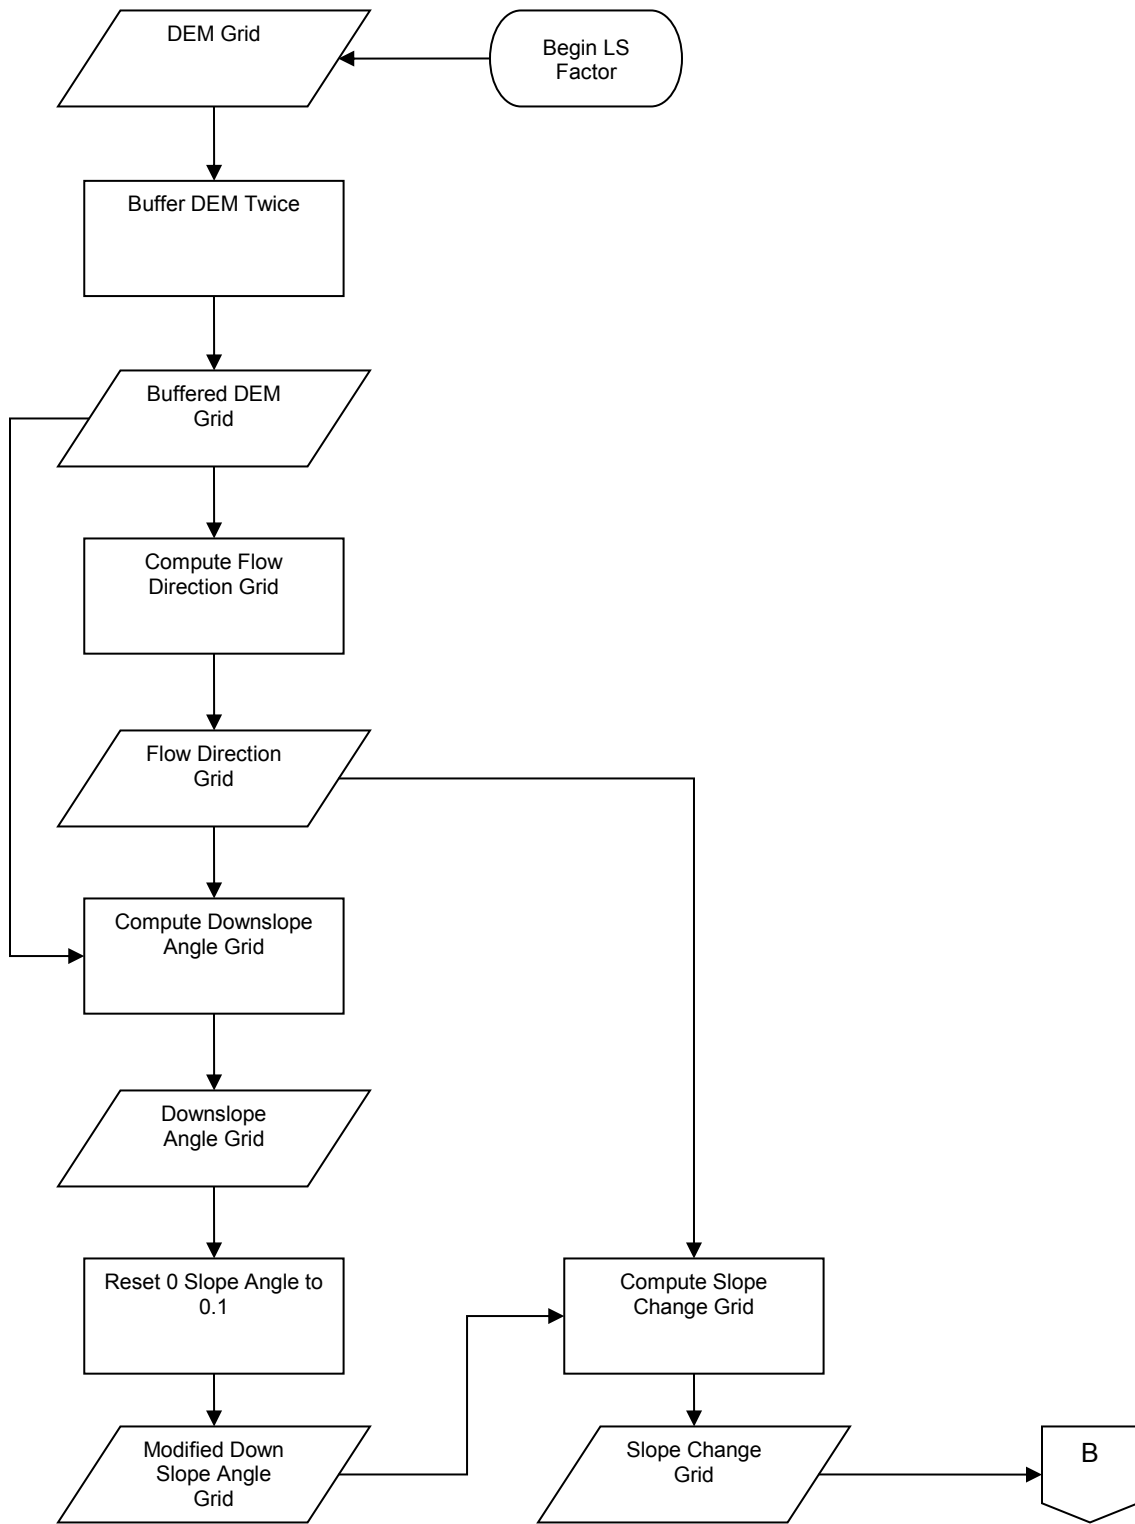 DEM Grid
Begin LS
Factor
Buffer DEM Twice
Buffered DEM
Grid
Compute Flow
Direction Grid
Flow Direction
Grid
Compute Downslope
Angle Grid
Downslope
Angle Grid
Reset 0 Slope Angle to
0.1
Compute Slope
Change Grid
Modified Down
Slope Angle
Grid
Slope Change
Grid
B